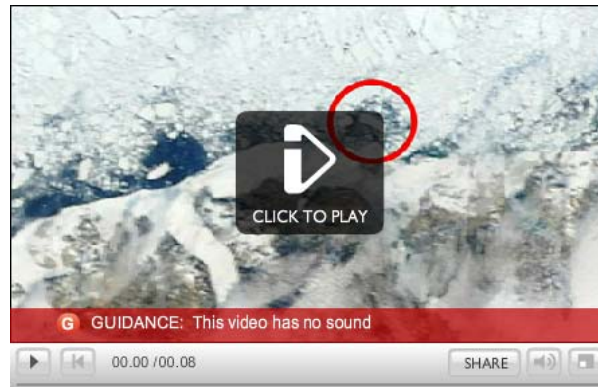 CLICK TO PLAY
G GUIDANCE: This video has no sound
00.00 /00.08 SHARE